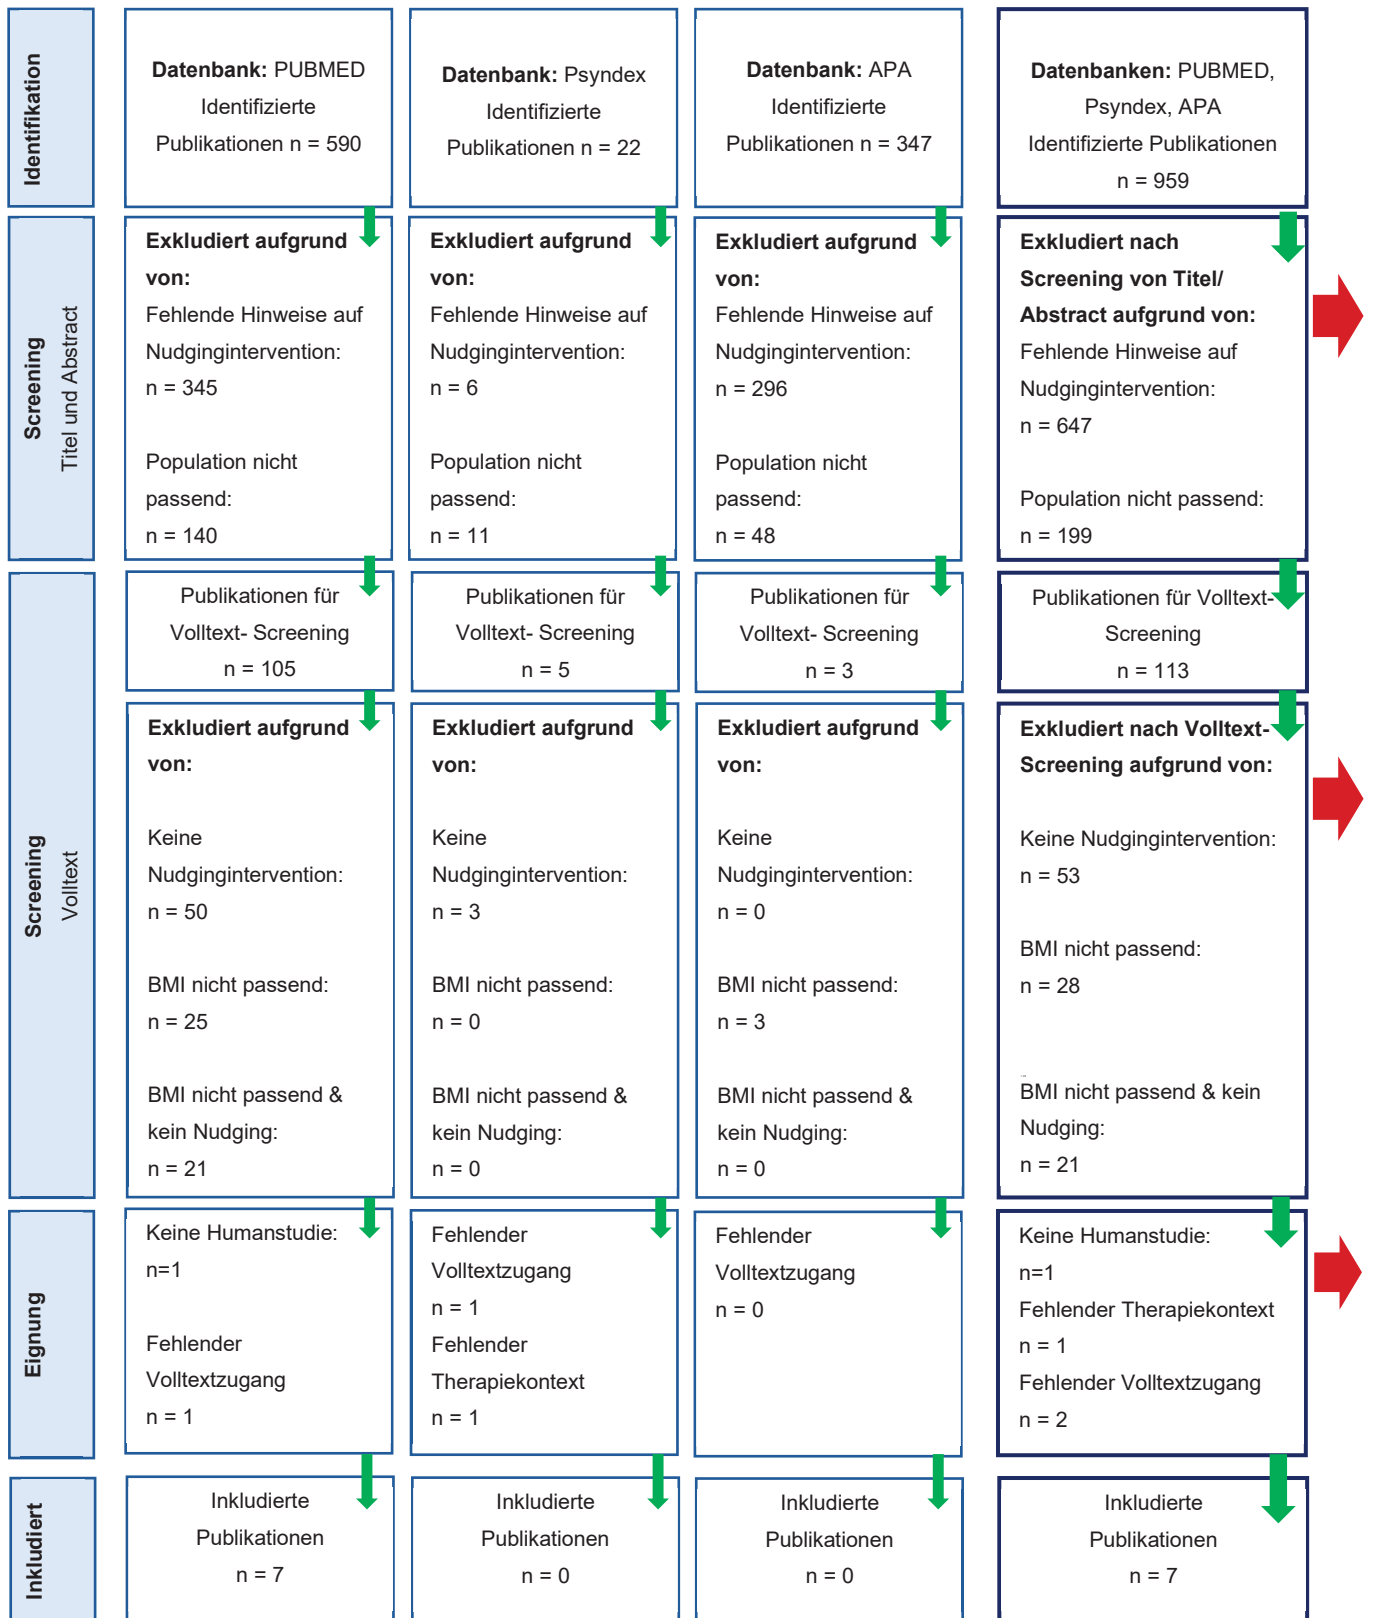 Identifikation
Datenbank: PUBMED
Identifizierte
Publikationen n = 590
Datenbank: Psyndex
Identifizierte
Publikationen n = 22
Datenbank: APA
Identifizierte
Publikationen n = 347
Datenbanken: PUBMED,
Psyndex, APA
Identifizierte Publikationen
n = 959
Screening
Titel und Abstract
Exkludiert aufgrund
von:
Fehlende Hinweise auf
Nudgingintervention:
n = 345
Population nicht
passend:
n = 140
Exkludiert aufgrund
von:
Fehlende Hinweise auf
Nudgingintervention:
n = 6
Population nicht
passend:
n = 11
Exkludiert aufgrund
von:
Fehlende Hinweise auf
Nudgingintervention:
n = 296
Population nicht
passend:
n = 48
Exkludiert nach
Screening von Titel/
Abstract aufgrund von:
Fehlende Hinweise auf
Nudgingintervention:
n = 647
Population nicht passend:
n = 199
Screening
Volltext
Publikationen für
Volltext- Screening
n = 105
Publikationen für
Volltext- Screening
n = 5
Publikationen für
Volltext- Screening
n = 3
Publikationen für Volltext-
Screening
n = 113
Exkludiert aufgrund
von:
Keine
Nudgingintervention:
n = 50
BMI nicht passend:
n = 25
BMI nicht passend &
kein Nudging:
n = 21
Exkludiert aufgrund
von:
Keine
Nudgingintervention:
n = 3
BMI nicht passend:
n = 0
BMI nicht passend &
kein Nudging:
n = 0
Exkludiert aufgrund
von:
Keine
Nudgingintervention:
n = 0
BMI nicht passend:
n = 3
BMI nicht passend &
kein Nudging:
n = 0
Exkludiert nach Volltext-
Screening aufgrund von:
Keine Nudgingintervention:
n = 53
BMI nicht passend:
n = 28
BMI nicht passend & kein
Nudging:
n = 21
Eignung
Keine Humanstudie:
n=1
Fehlender
Volltextzugang
n = 1
Fehlender
Volltextzugang
n = 1
Fehlender
Therapiekontext
n = 1
Fehlender
Volltextzugang
n = 0
Keine Humanstudie:
n=1
Fehlender Therapiekontext
n = 1
Fehlender Volltextzugang
n = 2
Inkludiert
Inkludierte
Publikationen
n = 7
Inkludierte
Publikationen
n = 0
Inkludierte
Publikationen
n = 0
Inkludierte
Publikationen
n = 7